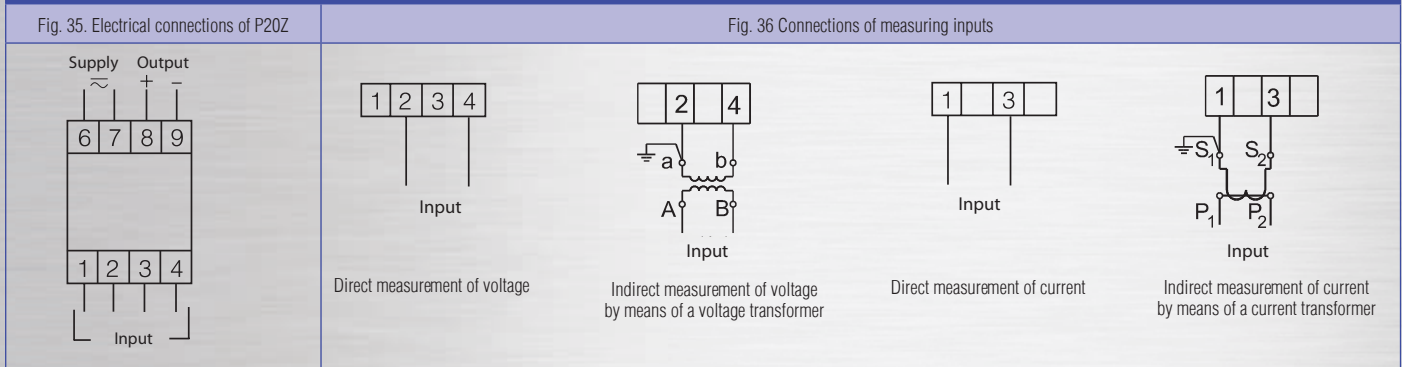 Fig. 35. Electrical connections of P20Z
Fig. 36 Connections of measuring inputs
Supply Output
+ −
6 7 8 9
1 2 3 4
Input
1 2 3 4
Input
Direct measurement of voltage
2 4
a b
A B
Input
Indirect measurement of voltage
by means of a voltage transformer
1 3
Input
Direct measurement of current
1 3
S1 S2
P1 P2
Input
Indirect measurement of current
by means of a current transformer